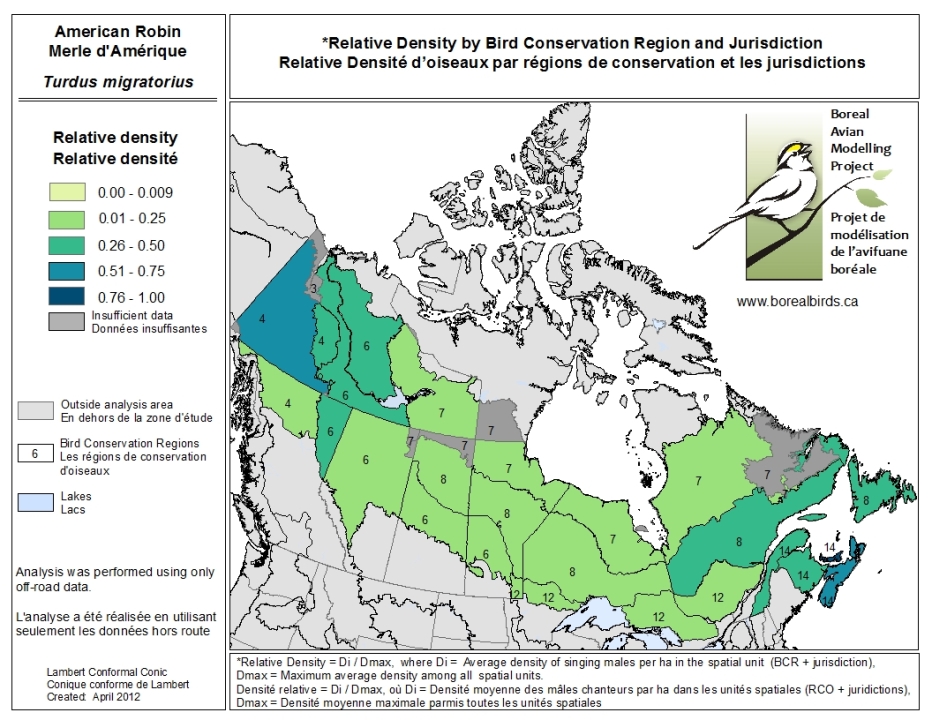 American Robin
Merle d'Amérique
Turdus migratorius
*Relative Density by Bird Conservation Region and Jurisdiction
Relative Densité d'oiseaux par régions de conservation et les jurisdictions
Relative density
Relative densité
0.00 - 0.009
0.01 - 0.25
0.26 - 0.50
0.51 - 0.75
0.76 - 1.00
Insufficient data
Données insuffisantes
Outside analysis area
En dehors de la zone d'étude
6
Bird Conservation Regions
Les régions de conservation
d'oiseaux
Lakes
Lacs
Analysis was performed using only
off-road data.
L'analyse a été réalisée en utilisant
seulement les données hors route
Lambert Conformal Conic
Conique conforme de Lambert
Created: April 2012
Boreal
Avian
Modelling
Project
Projet de
modélisation
de l'avifuane
boréale
www.borealbirds.ca
3
4
4
6
6
4
6
7
7
7
7
6
8
7
7
7
6
8
7
8
8
8
6
12
12
12
12
14
14
14
14
*Relative Density = Di / Dmax, where Di = Average density of singing males per ha in the spatial unit (BCR + jurisdiction),
Dmax = Maximum average density among all spatial units.
Densité relative = Di / Dmax, où Di = Densité moyenne des mâles chanteurs par ha dans les unités spatiales (RCO + juridictions),
Dmax = Densité moyenne maximale parmis toutes les unités spatiales